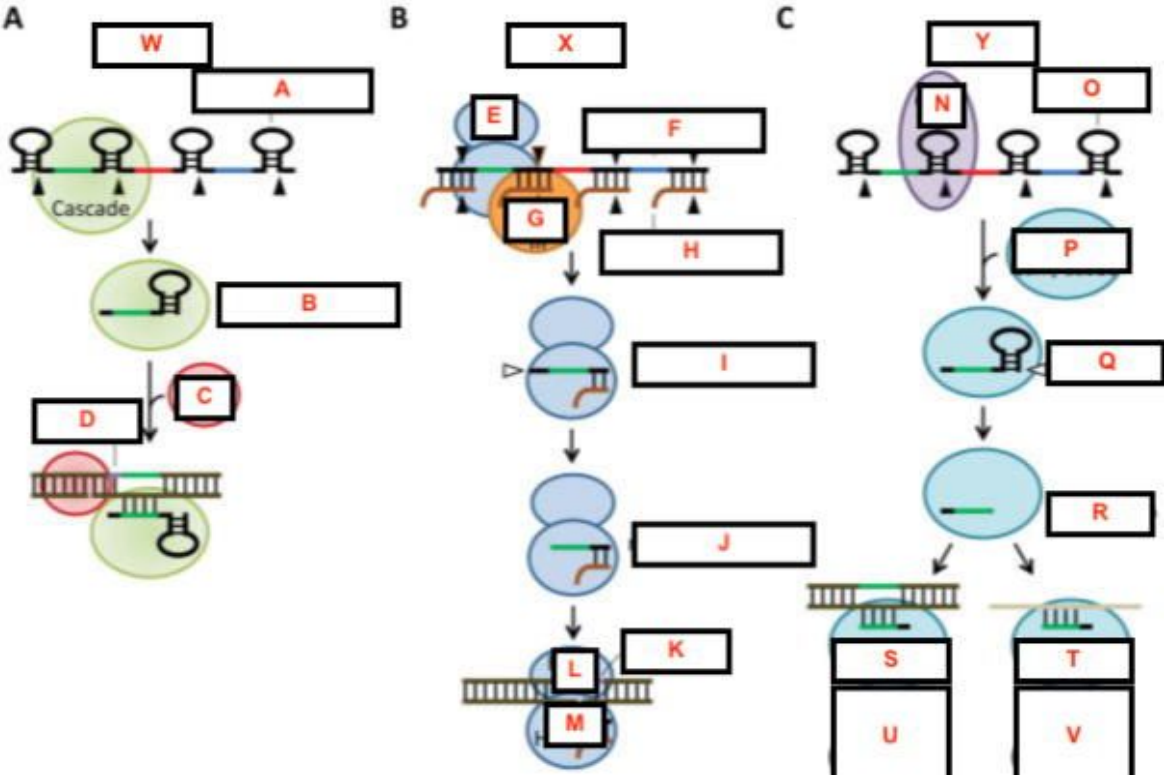 A B C
W X Y
A E F N O
Cascade G
H P
B I Q
D C
J R
L K S T
M U V